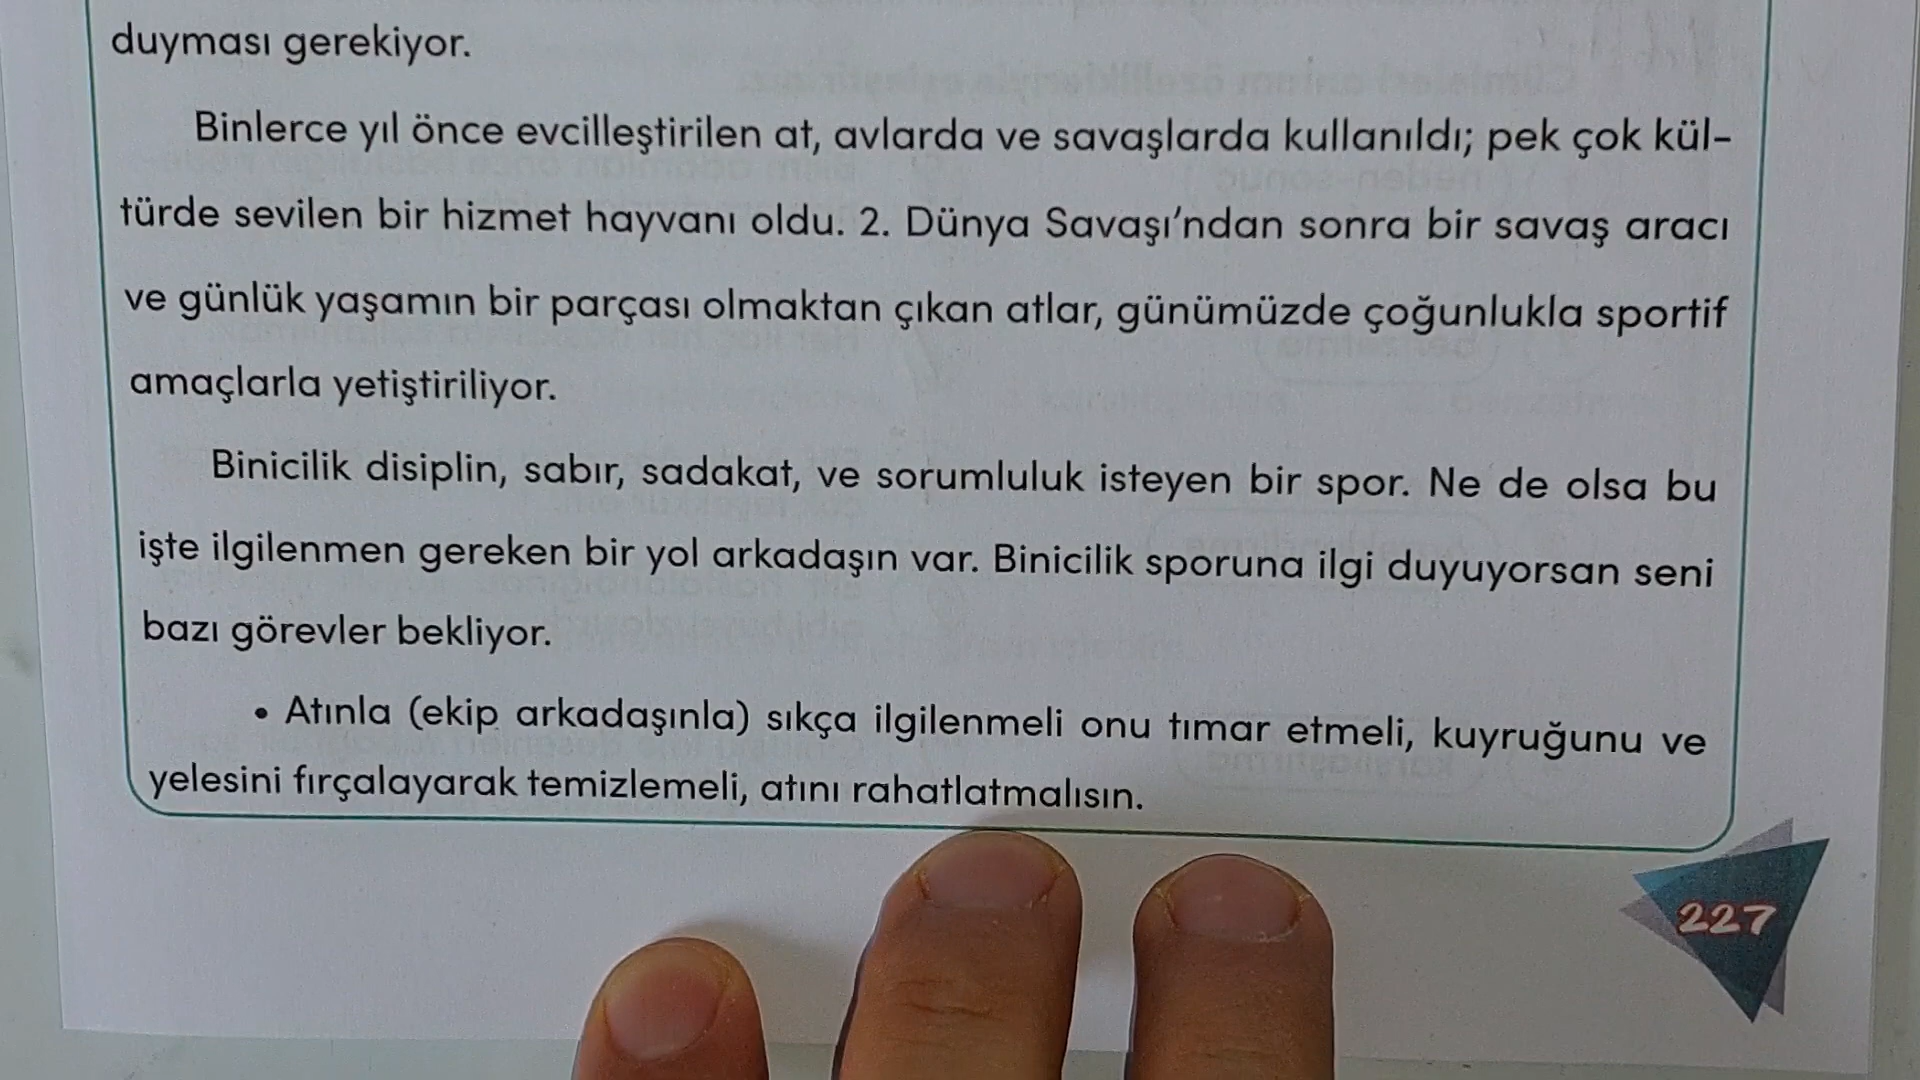 duyması gerekiyor.
Binlerce yıl önce evcilleştirilen at, avlarda ve savaşlarda kullanıldı; pek çok kül-
türde sevilen bir hizmet hayvanı oldu. 2. Dünya Savaşı’ndan sonra bir savaş aracı
ve günlük yaşamın bir parçası olmaktan çıkan atlar, günümüzde çoğunlukla sportif
amaçlarla yetiştiriliyor.
Binicilik disiplin, sabır, sadakat, ve sorumluluk isteyen bir spor. Ne de olsa bu
işte ilgilenmen gereken bir yol arkadaşın var. Binicilik sporuna ilgi duyuyorsan seni
bazı görevler bekliyor.
• Atınla (ekip arkadaşınla) sıkça ilgilenmeli onu tımar etmeli, kuyruğunu ve
yelesini fırçalayarak temizlemeli, atını rahatlatmalısın.
227